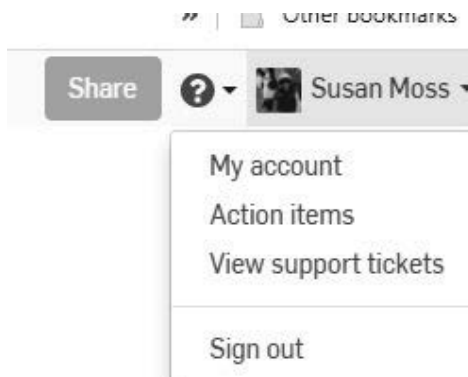 » Other bookmarks
Share ? Susan Moss
My account
Action items
View support tickets
Sign out